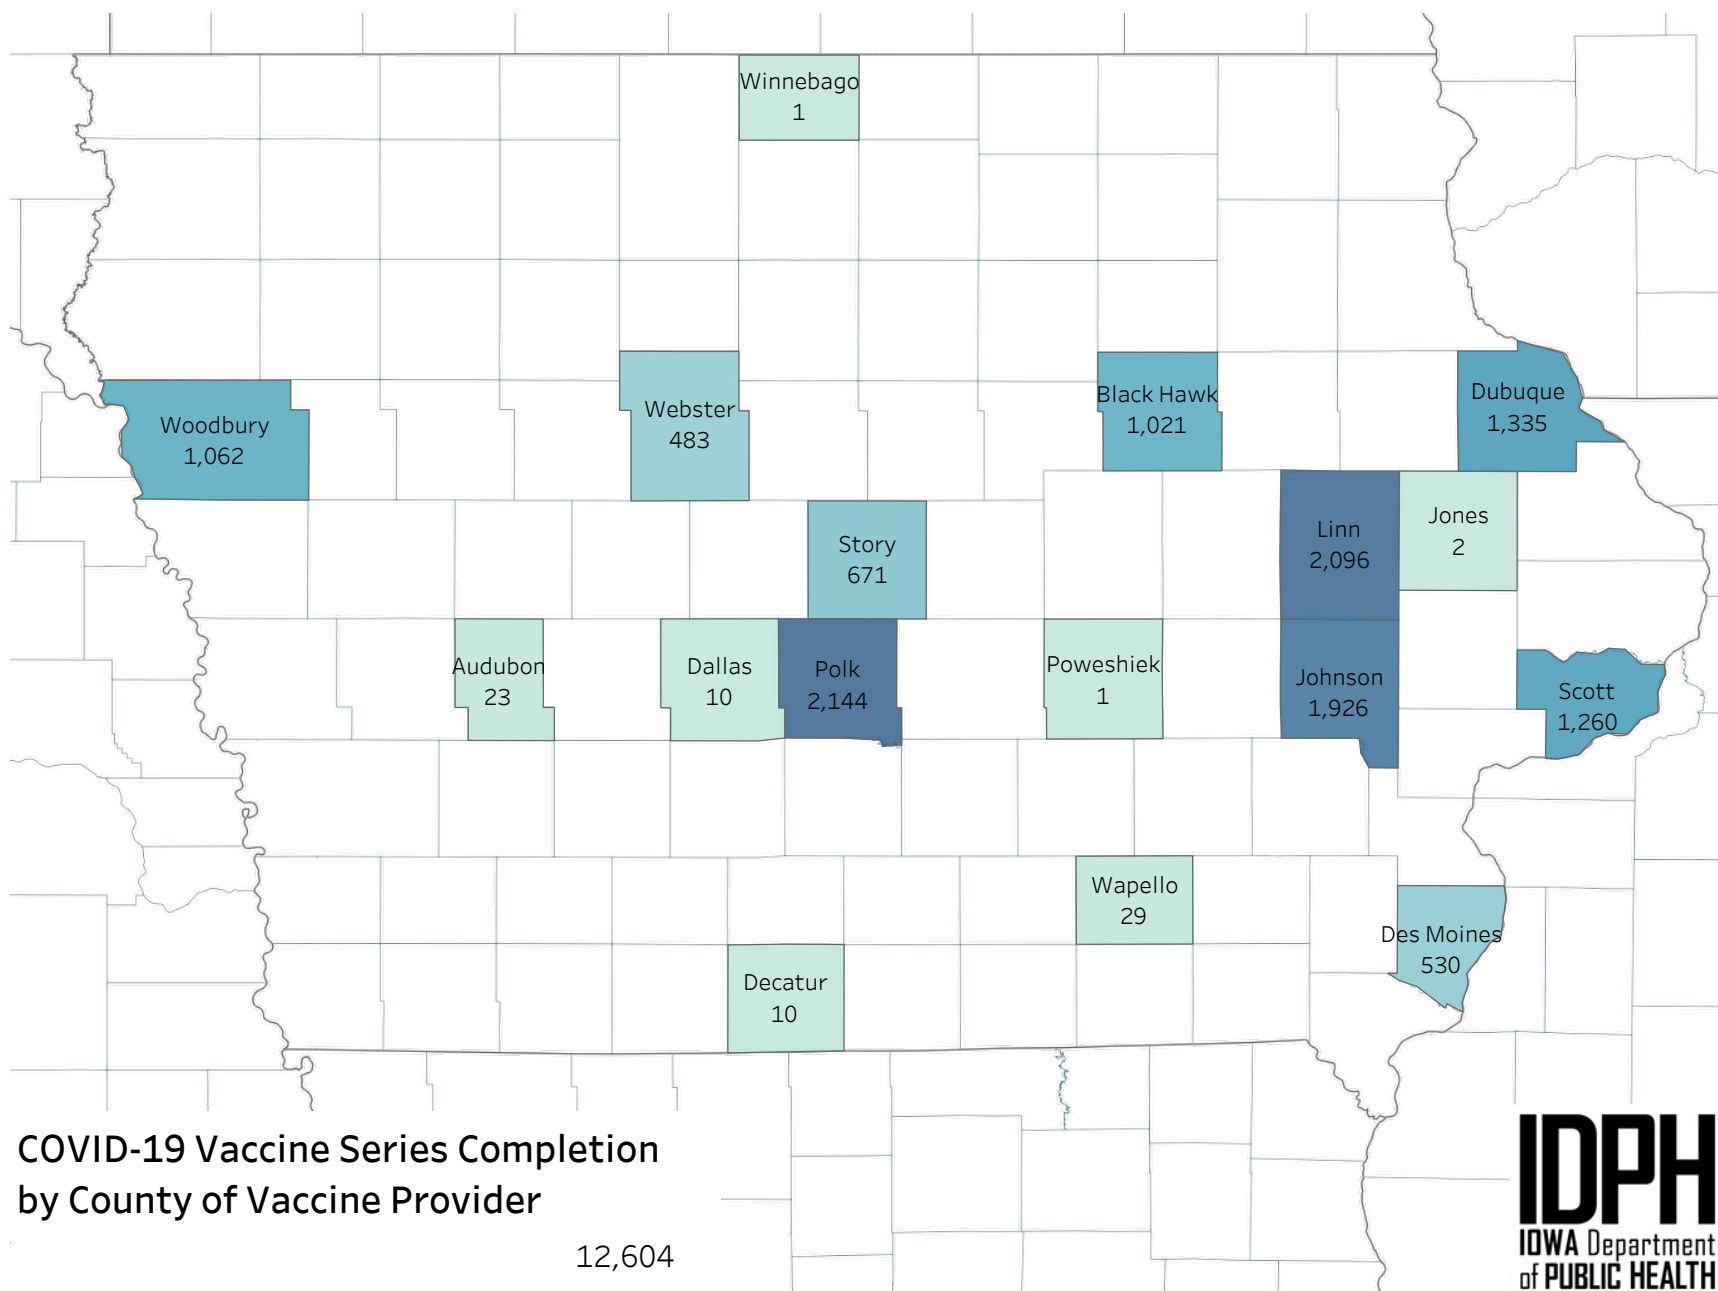 Winnebago
1
Woodbury
1,062
Webster
483
Black Hawk
1,021
Dubuque
1,335
Story
671
Linn
2,096
Jones
2
Audubon
23
Dallas
10
Polk
2,144
Poweshiek
1
Johnson
1,926
Scott
1,260
Wapello
29
Des Moines
530
Decatur
10
COVID-19 Vaccine Series Completion
by County of Vaccine Provider
12,604
IDPH
IOWA Department
of PUBLIC HEALTH